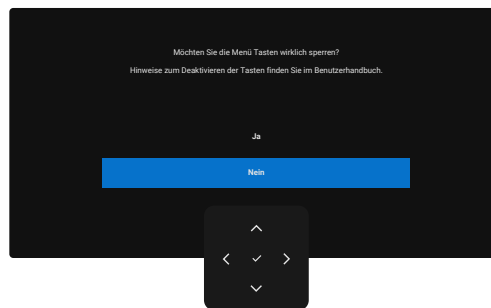 Möchten Sie die Menü Tasten wirklich sperren?
Hinweise zum Deaktivieren der Tasten finden Sie im Benutzerhandbuch.
Ja
Nein